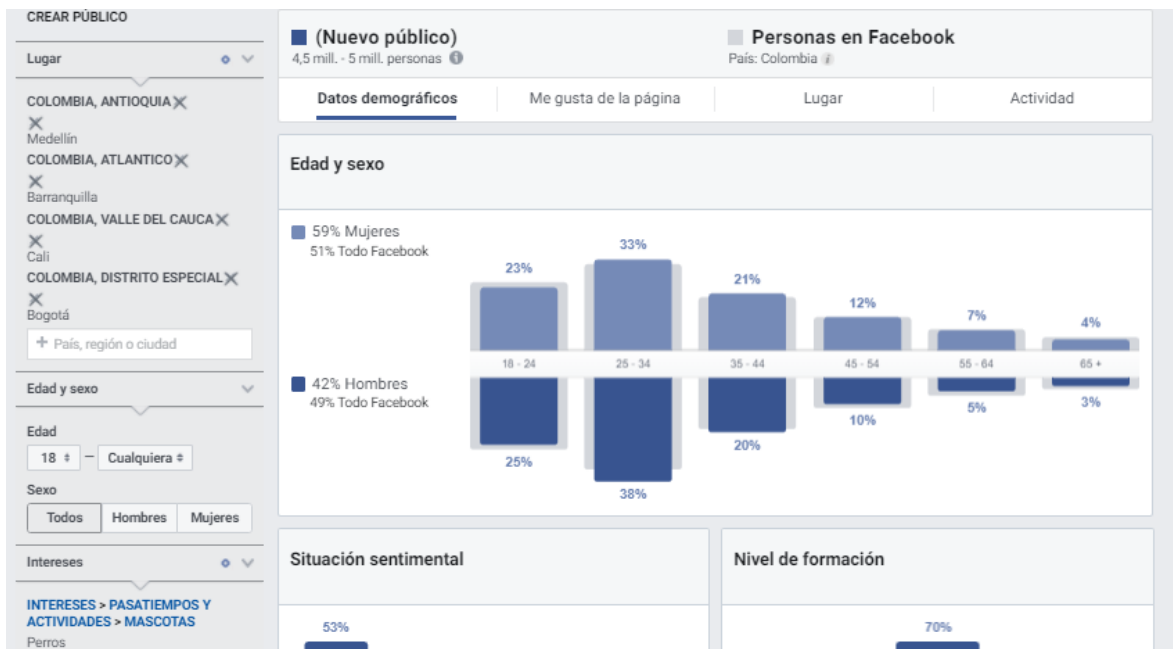 CREAR PÚBLICO
Lugar
COLOMBIA, ANTIOQUIA
Medellín
COLOMBIA, ATLANTICO
Barranquilla
COLOMBIA, VALLE DEL CAUCA
Cali
COLOMBIA, DISTRITO ESPECIAL
Bogotá
+ País, región o ciudad
Edad y sexo
Edad
18 – Cualquiera
Sexo
Todos Hombres Mujeres
Intereses
INTERESES > PASATIEMPOS Y
ACTIVIDADES > MASCOTAS
Perros
(Nuevo público)
4,5 mill. - 5 mill. personas i
Personas en Facebook
País: Colombia i
Datos demográficos Me gusta de la página Lugar Actividad
Edad y sexo
59% Mujeres
51% Todo Facebook
23% 33% 21% 12% 7% 4%
18 - 24 25 - 34 35 - 44 45 - 54 55 - 64 65 +
42% Hombres
49% Todo Facebook
25% 38% 20% 10% 5% 3%
Situación sentimental
53%
Nivel de formación
70%